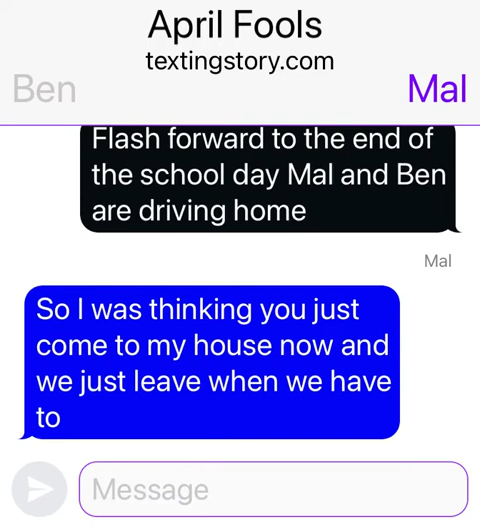 April Fools
textingstory.com
Ben
Mal
Flash forward to the end of
the school day Mal and Ben
are driving home
Mal
So I was thinking you just
come to my house now and
we just leave when we have
to
Message